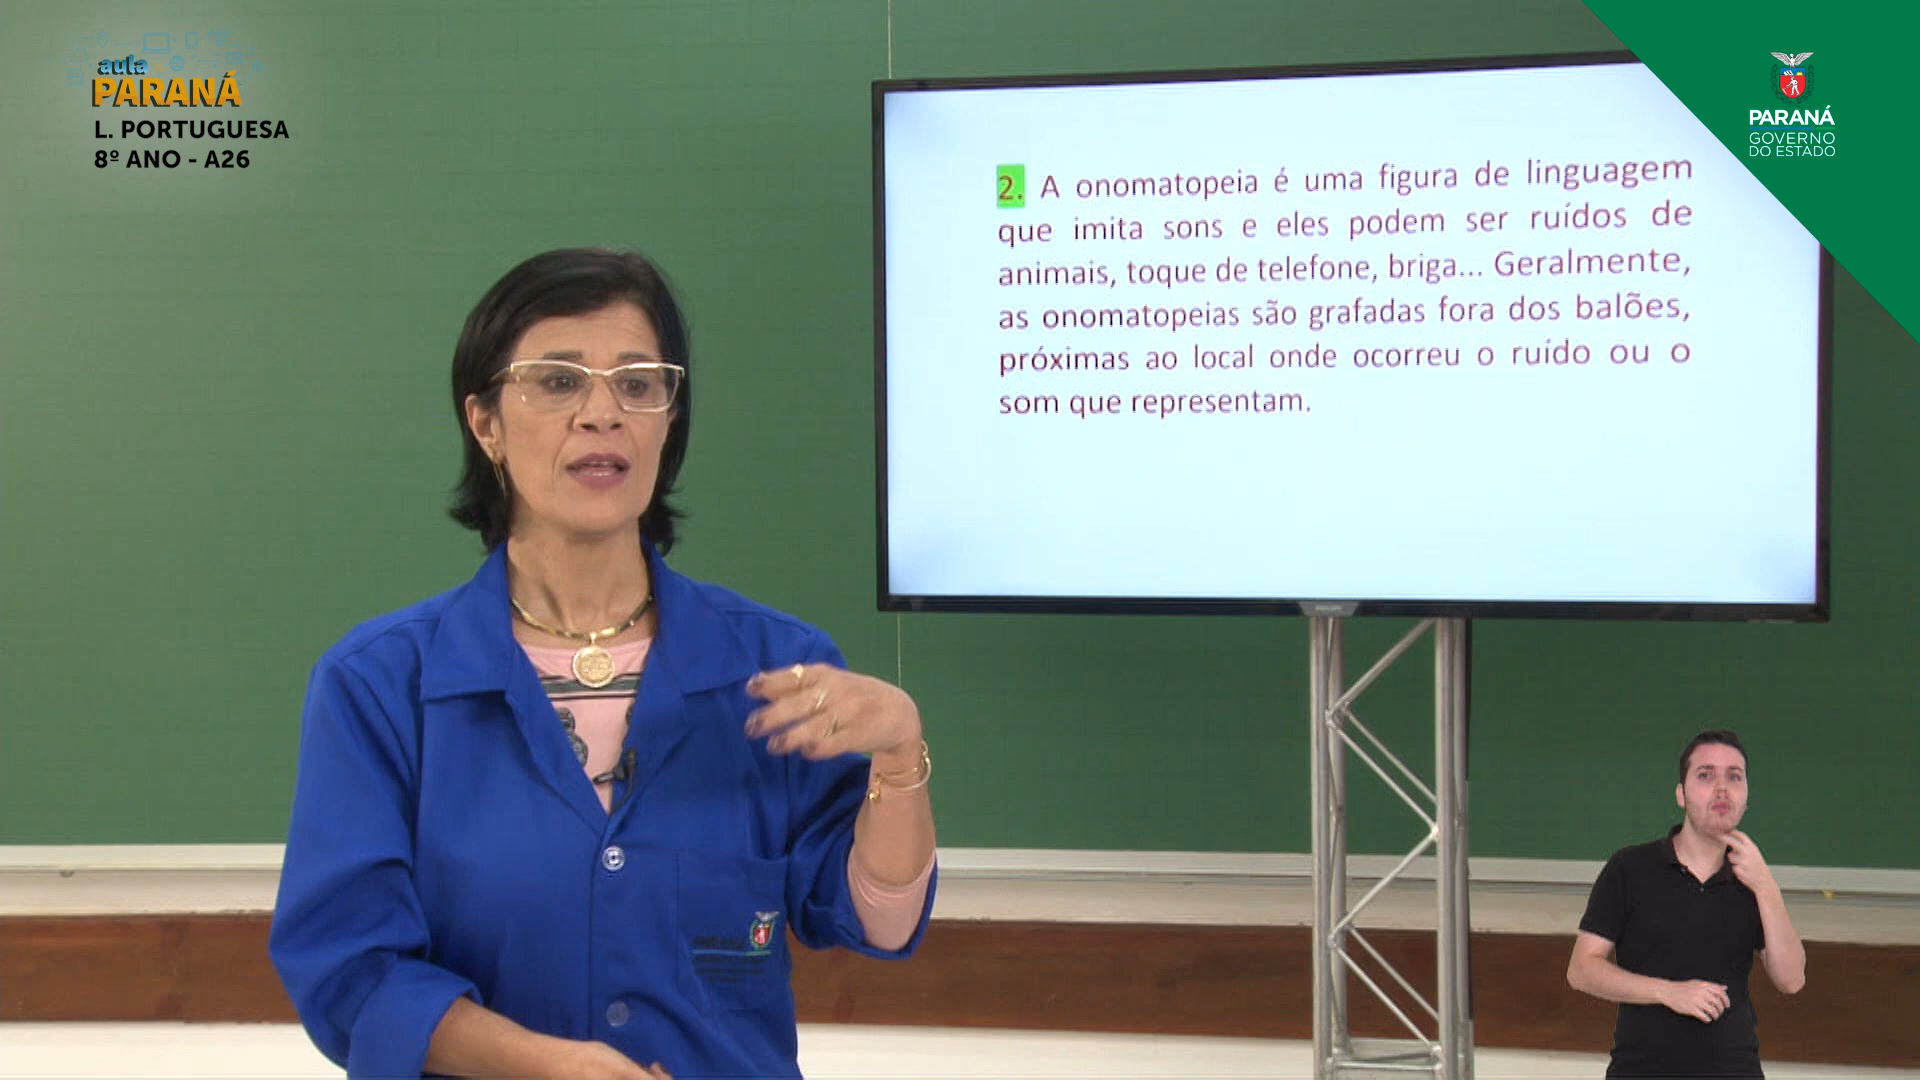 aula
PARANÁ
L. PORTUGUESA
8º ANO - A26
2. A onomatopeia é uma figura de linguagem
que imita sons e eles podem ser ruídos de
animais, toque de telefone, briga... Geralmente,
as onomatopeias são grafadas fora dos balões,
próximas ao local onde ocorreu o ruído ou o
som que representam.
PARANÁ
GOVERNO
DO ESTADO